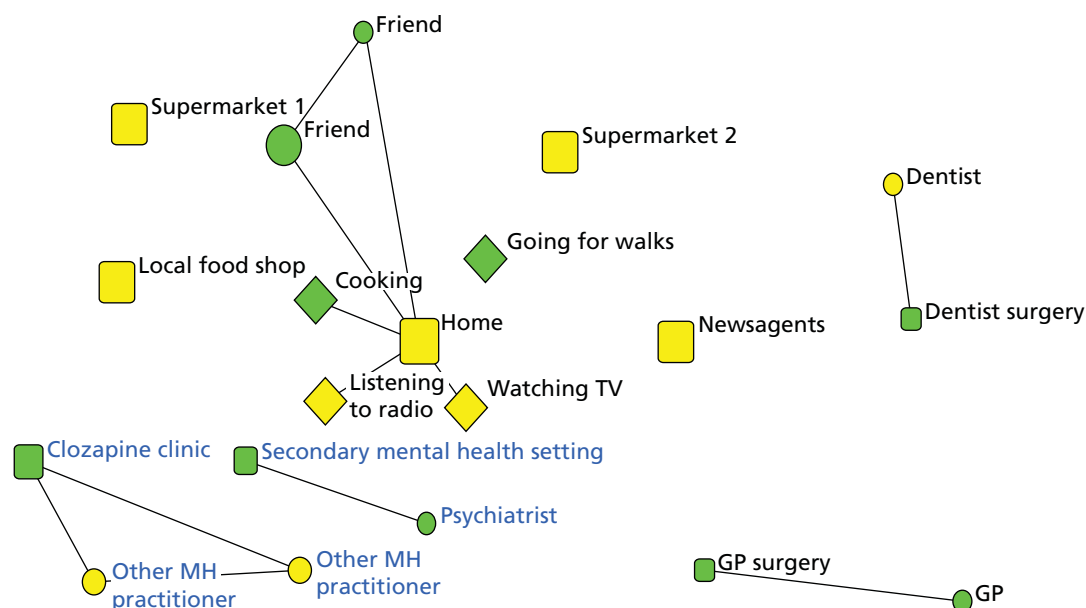 Friend
Supermarket 1
Friend
Supermarket 2
Dentist
Going for walks
Local food shop
Cooking
Dentist surgery
Home
Newsagents
Listening
to radio
Watching TV
Clozapine clinic
Secondary mental health setting
Psychiatrist
Other MH
practitioner
Other MH
practitioner
GP surgery
GP